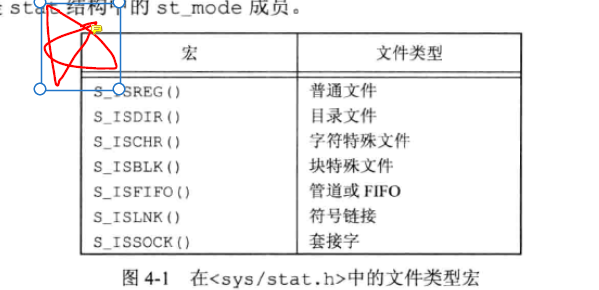 stat 结构中的 st_mode 成员。
宏 文件类型
S_ISREG() 普通文件
S_ISDIR() 目录文件
S_ISCHR() 字符特殊文件
S_ISBLK() 块特殊文件
S_ISFIFO() 管道或 FIFO
S_ISLNK() 符号链接
S_ISSOCK() 套接字
图 4-1 在<sys/stat.h>中的文件类型宏